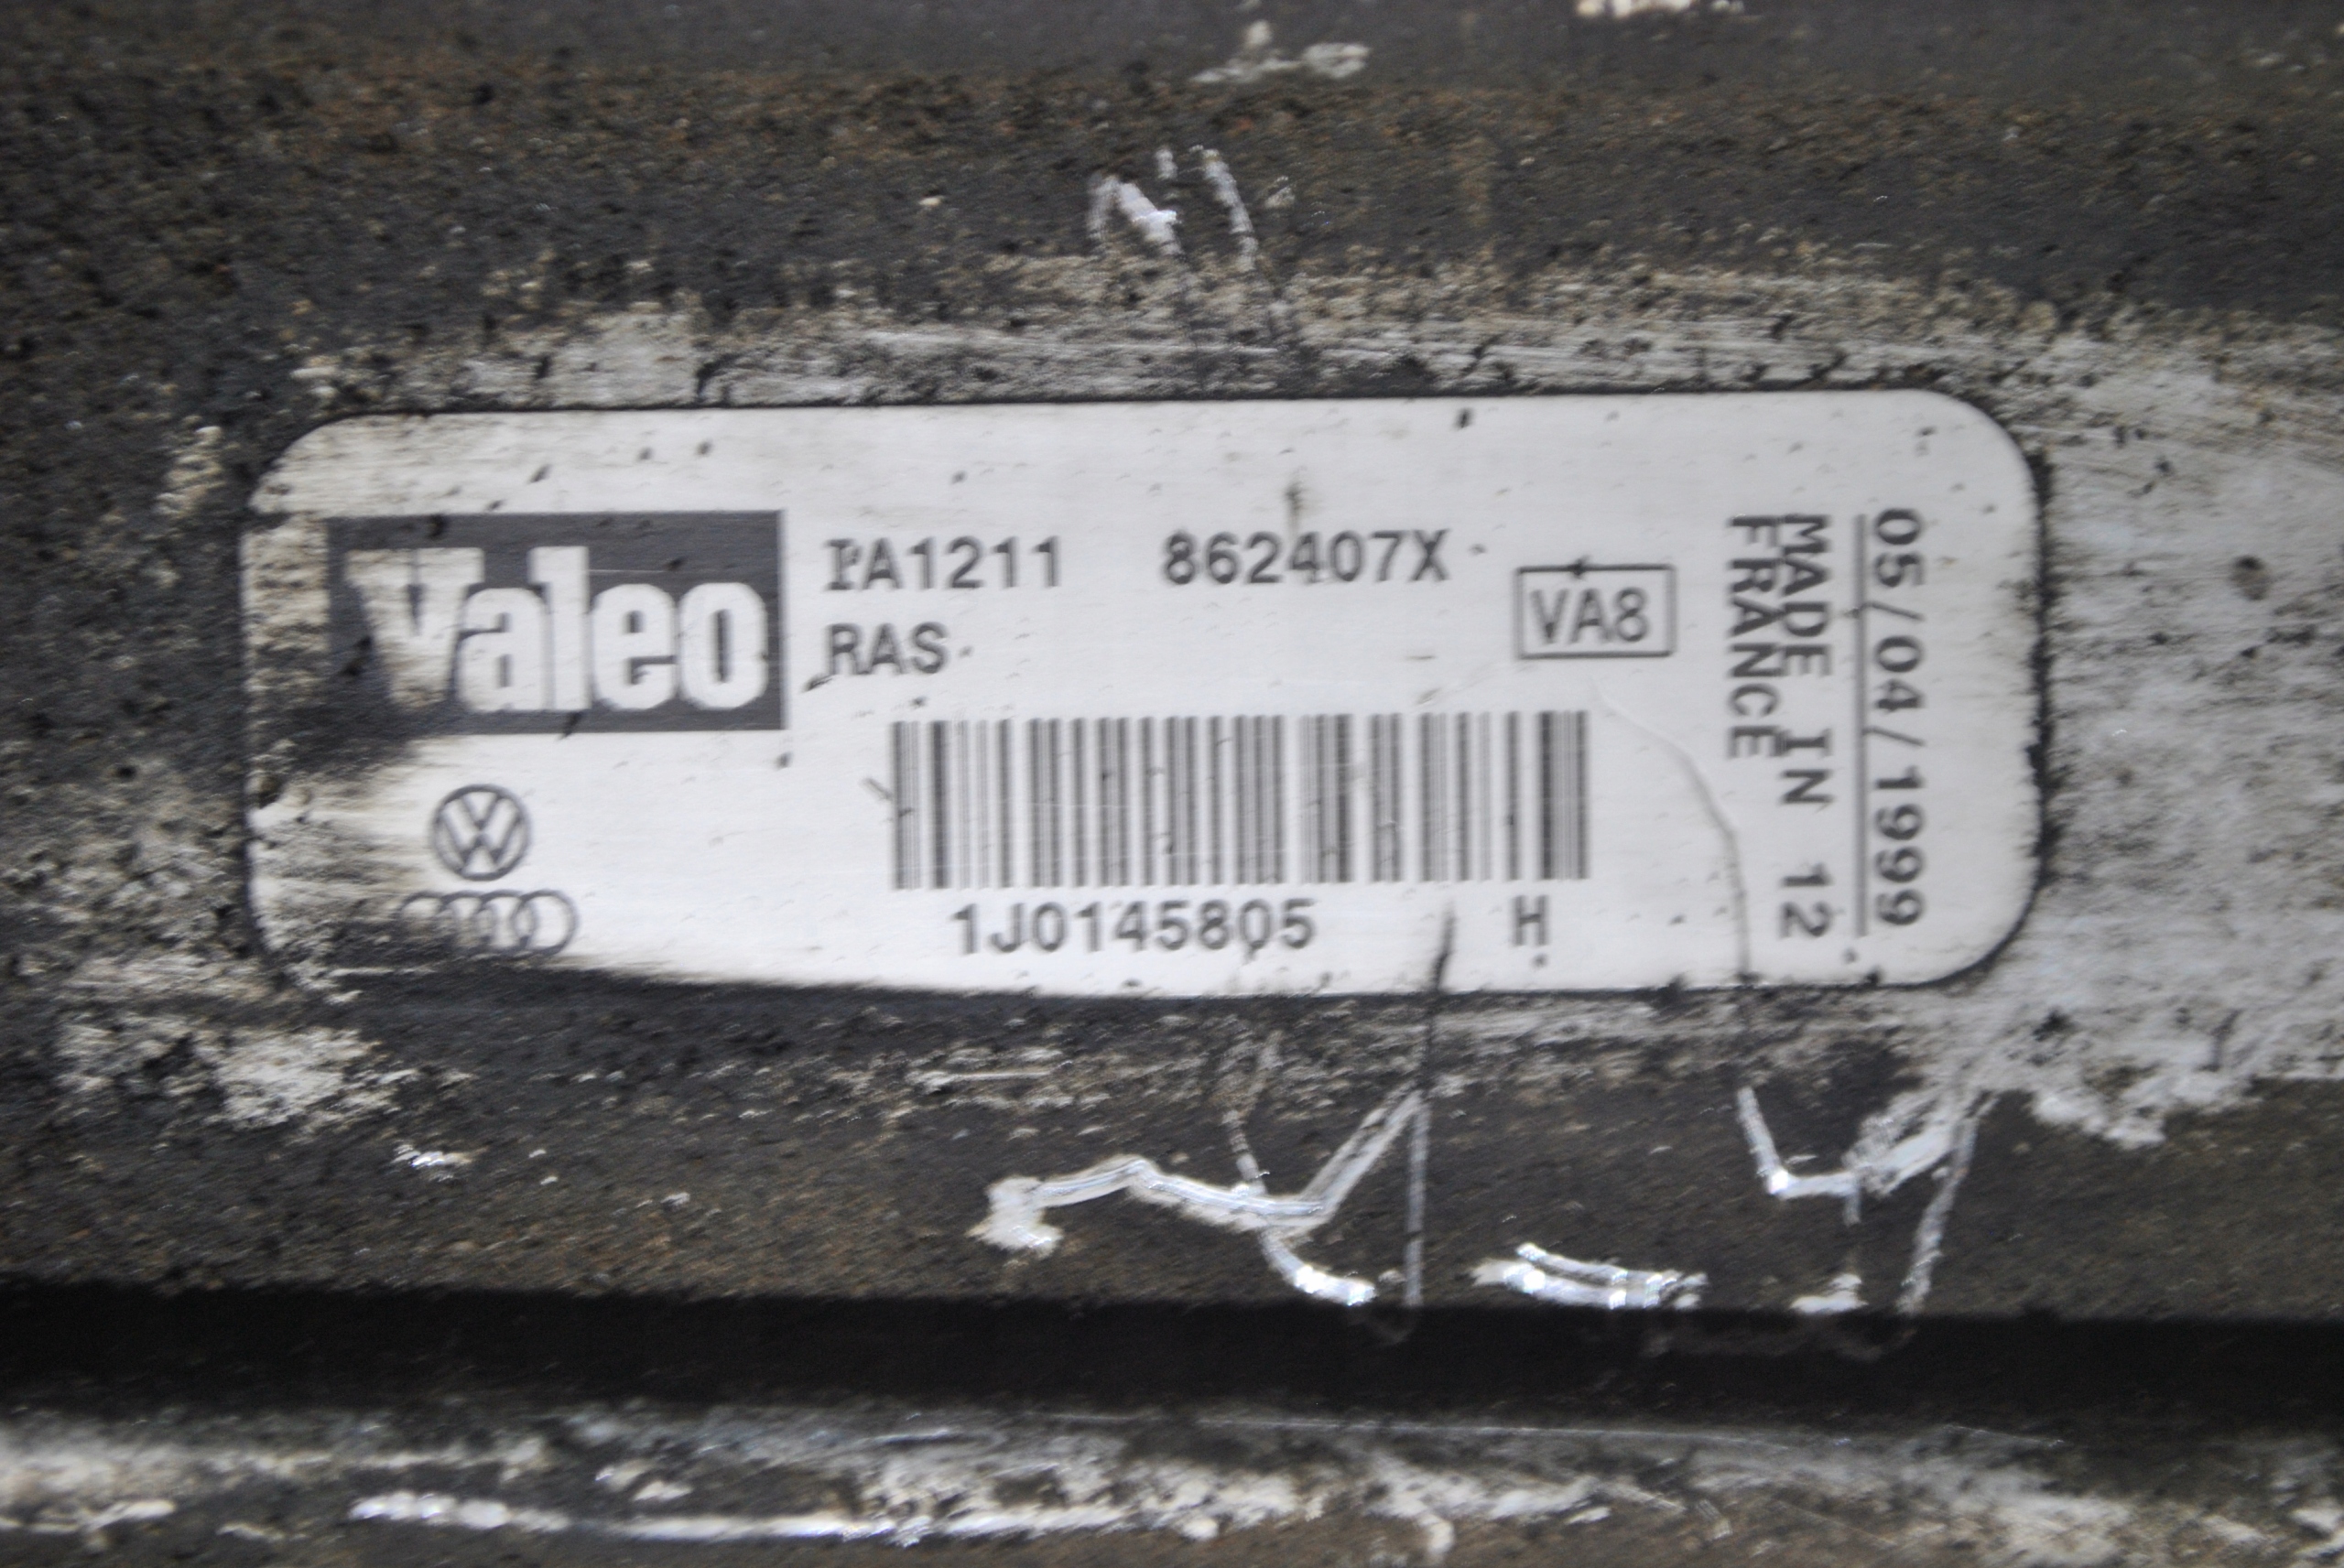 Valeo
PA1211 862407X
RAS
VA8
1J0145805 H
05/04/1999
MADE IN 12
FRANCE